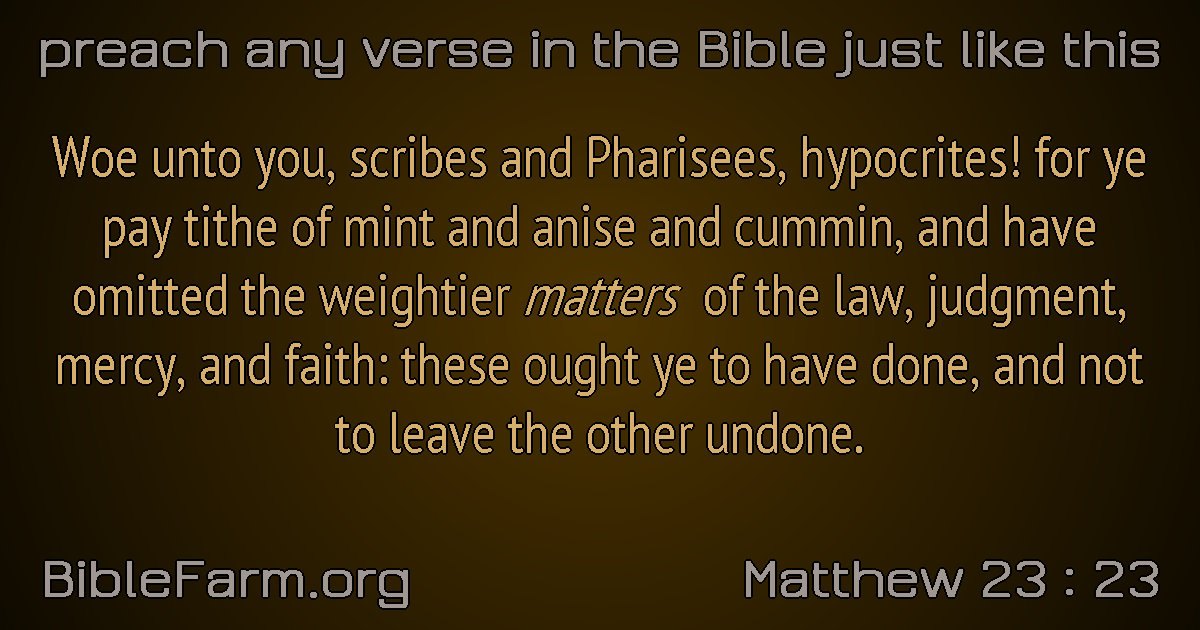 preach any verse in the Bible just like this
Woe unto you, scribes and Pharisees, hypocrites! for ye
pay tithe of mint and anise and cummin, and have
omitted the weightier matters of the law, judgment,
mercy, and faith: these ought ye to have done, and not
to leave the other undone.
BibleFarm.org
Matthew 23 : 23